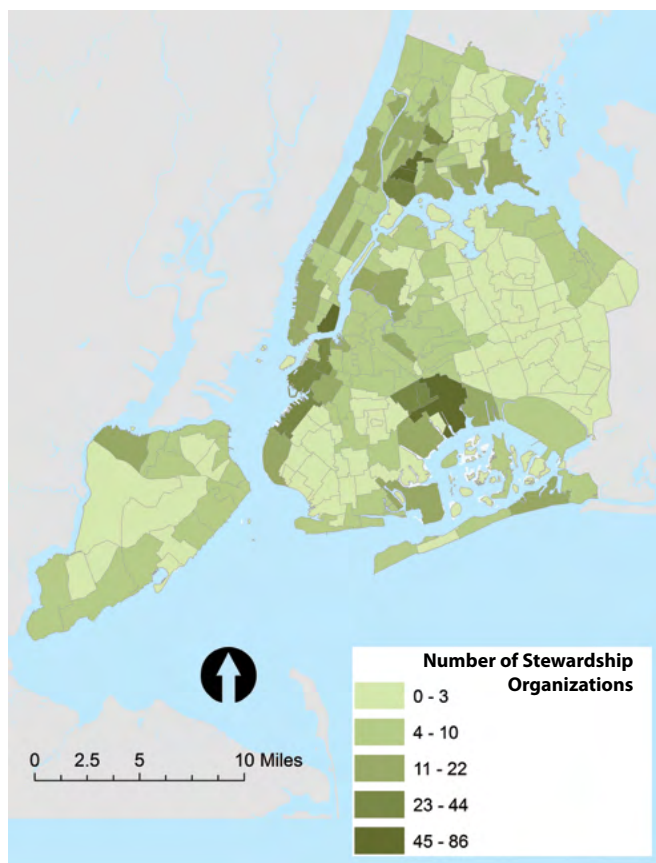 Number of Stewardship
Organizations
0 - 3
4 - 10
11 - 22
23 - 44
45 - 86
0 2.5 5 10 Miles